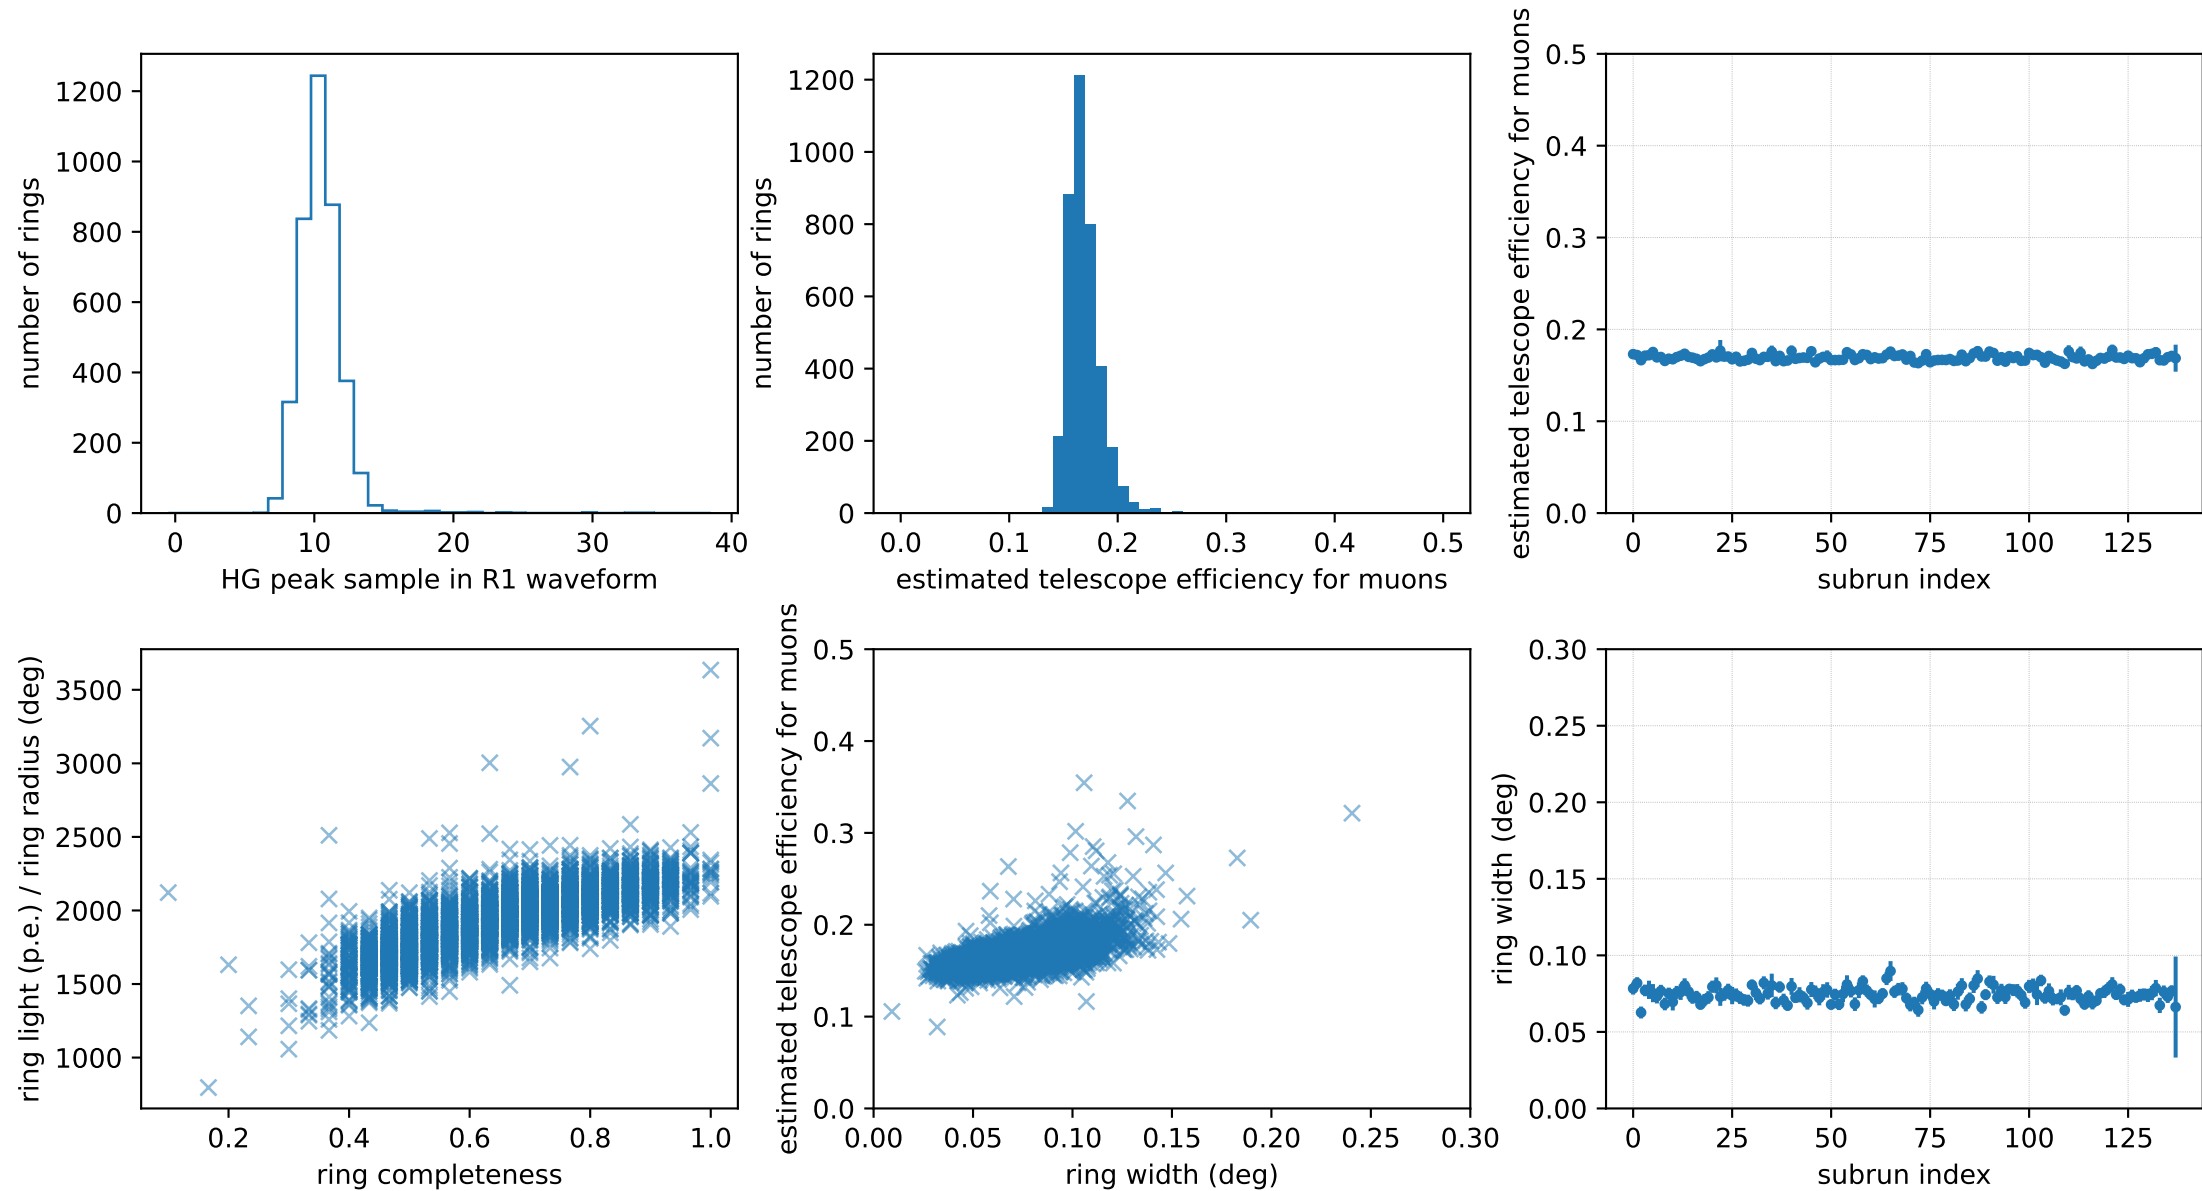 number of rings
1200
1000
800
600
400
200
0
0 10 20 30 40
HG peak sample in R1 waveform
number of rings
1200
1000
800
600
400
200
0
0.0 0.1 0.2 0.3 0.4 0.5
estimated telescope efficiency for muons
estimated telescope efficiency for muons
0.5
0.4
0.3
0.2
0.1
0.0
0 25 50 75 100 125
subrun index
ring light (p.e.) / ring radius (deg)
3500
3000
2500
2000
1500
1000
0.2 0.4 0.6 0.8 1.0
ring completeness
estimated telescope efficiency for muons
0.5
0.4
0.3
0.2
0.1
0.0
0.00 0.05 0.10 0.15 0.20 0.25 0.30
ring width (deg)
ring width (deg)
0.30
0.25
0.20
0.15
0.10
0.05
0.00
0 25 50 75 100 125
subrun index